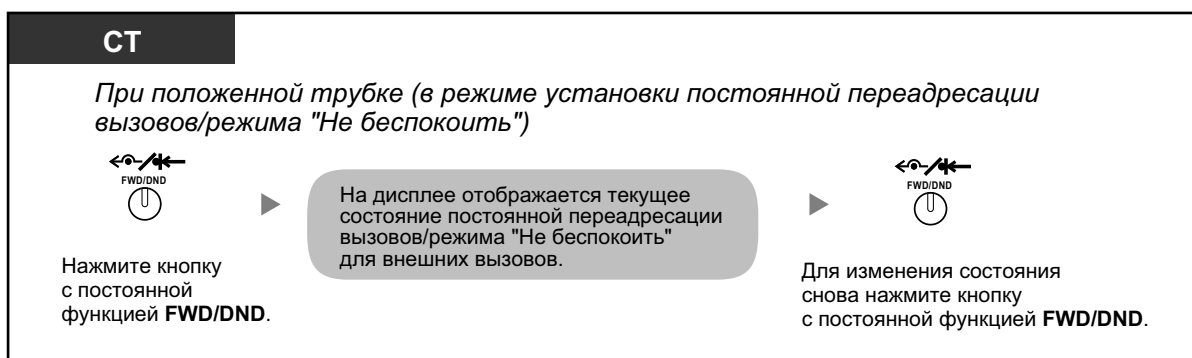 СТ
При положенной трубке (в режиме установки постоянной переадресации
вызовов/режима "Не беспокоить")
FWD/DND
Нажмите кнопку
с постоянной
функцией FWD/DND.
На дисплее отображается текущее
состояние постоянной переадресации
вызовов/режима "Не беспокоить"
для внешних вызовов.
FWD/DND
Для изменения состояния
снова нажмите кнопку
с постоянной функцией FWD/DND.